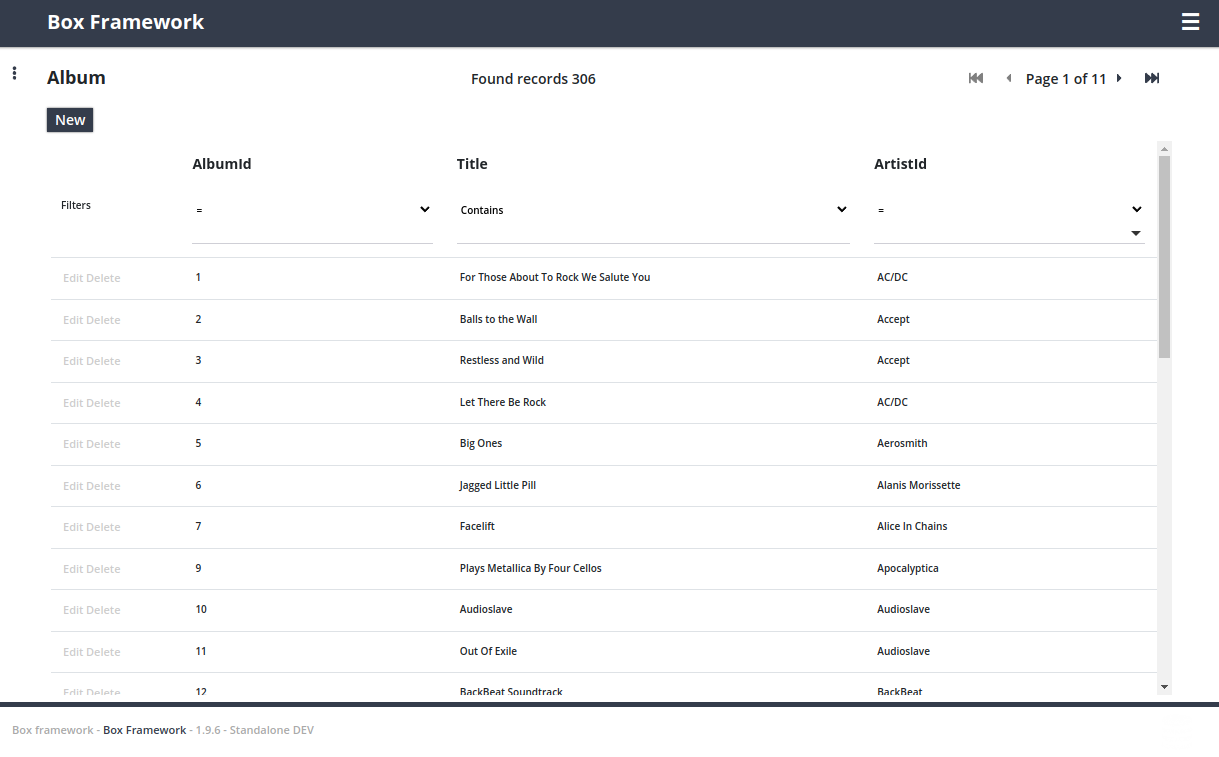 Box Framework
Album Found records 306 Page 1 of 11
New
AlbumId Title ArtistId
Filters = Contains =
Edit Delete 1 For Those About To Rock We Salute You AC/DC
Edit Delete 2 Balls to the Wall Accept
Edit Delete 3 Restless and Wild Accept
Edit Delete 4 Let There Be Rock AC/DC
Edit Delete 5 Big Ones Aerosmith
Edit Delete 6 Jagged Little Pill Alanis Morissette
Edit Delete 7 Facelift Alice In Chains
Edit Delete 9 Plays Metallica By Four Cellos Apocalyptica
Edit Delete 10 Audioslave Audioslave
Edit Delete 11 Out Of Exile Audioslave
Edit Delete 12 BackBeat Soundtrack BackBeat
Box framework - Box Framework - 1.9.6 - Standalone DEV